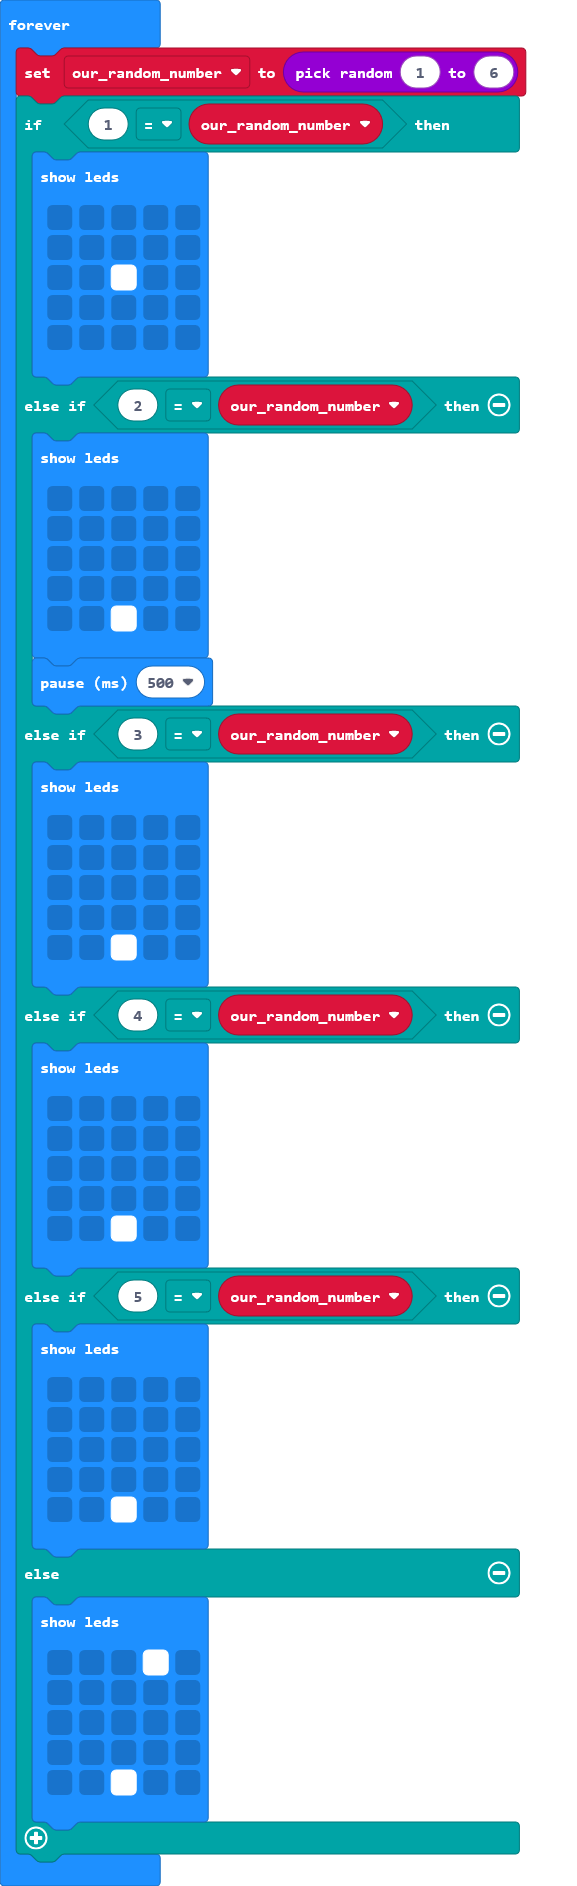 forever
set our_random_number to pick random 1 to 6
if 1 = our_random_number then
show leds
else if 2 = our_random_number then
show leds
pause (ms) 500
else if 3 = our_random_number then
show leds
else if 4 = our_random_number then
show leds
else if 5 = our_random_number then
show leds
else
show leds